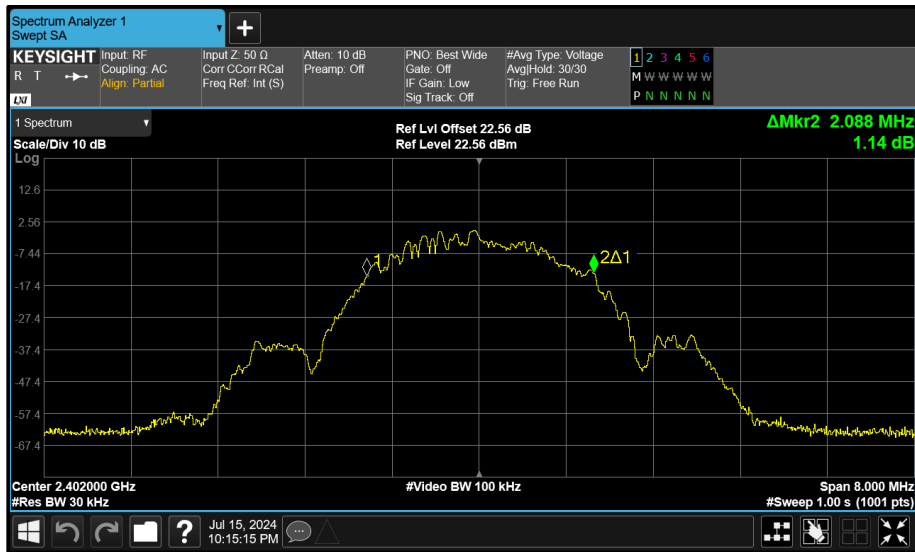 Spectrum Analyzer 1
Swept SA
+
KEYSIGHT
R T
LXI
Input: RF
Coupling: AC
Align: Partial
Input Z: 50 Ω
Corr CCorr RCal
Freq Ref: Int (S)
Atten: 10 dB
Preamp: Off
PNO: Best Wide
Gate: Off
IF Gain: Low
Sig Track: Off
#Avg Type: Voltage
Avg|Hold: 30/30
Trig: Free Run
1 2 3 4 5 6
M W W W W W
P N N N N N
1 Spectrum
Scale/Div 10 dB
Ref Lvl Offset 22.56 dB
Ref Level 22.56 dBm
ΔMkr2 2.088 MHz
1.14 dB
Log
12.6
2.56
-7.44
-17.4
-27.4
-37.4
-47.4
-57.4
-67.4
1
2Δ1
Center 2.402000 GHz
#Res BW 30 kHz
#Video BW 100 kHz
Span 8.000 MHz
#Sweep 1.00 s (1001 pts)
?
Jul 15, 2024
10:15:15 PM